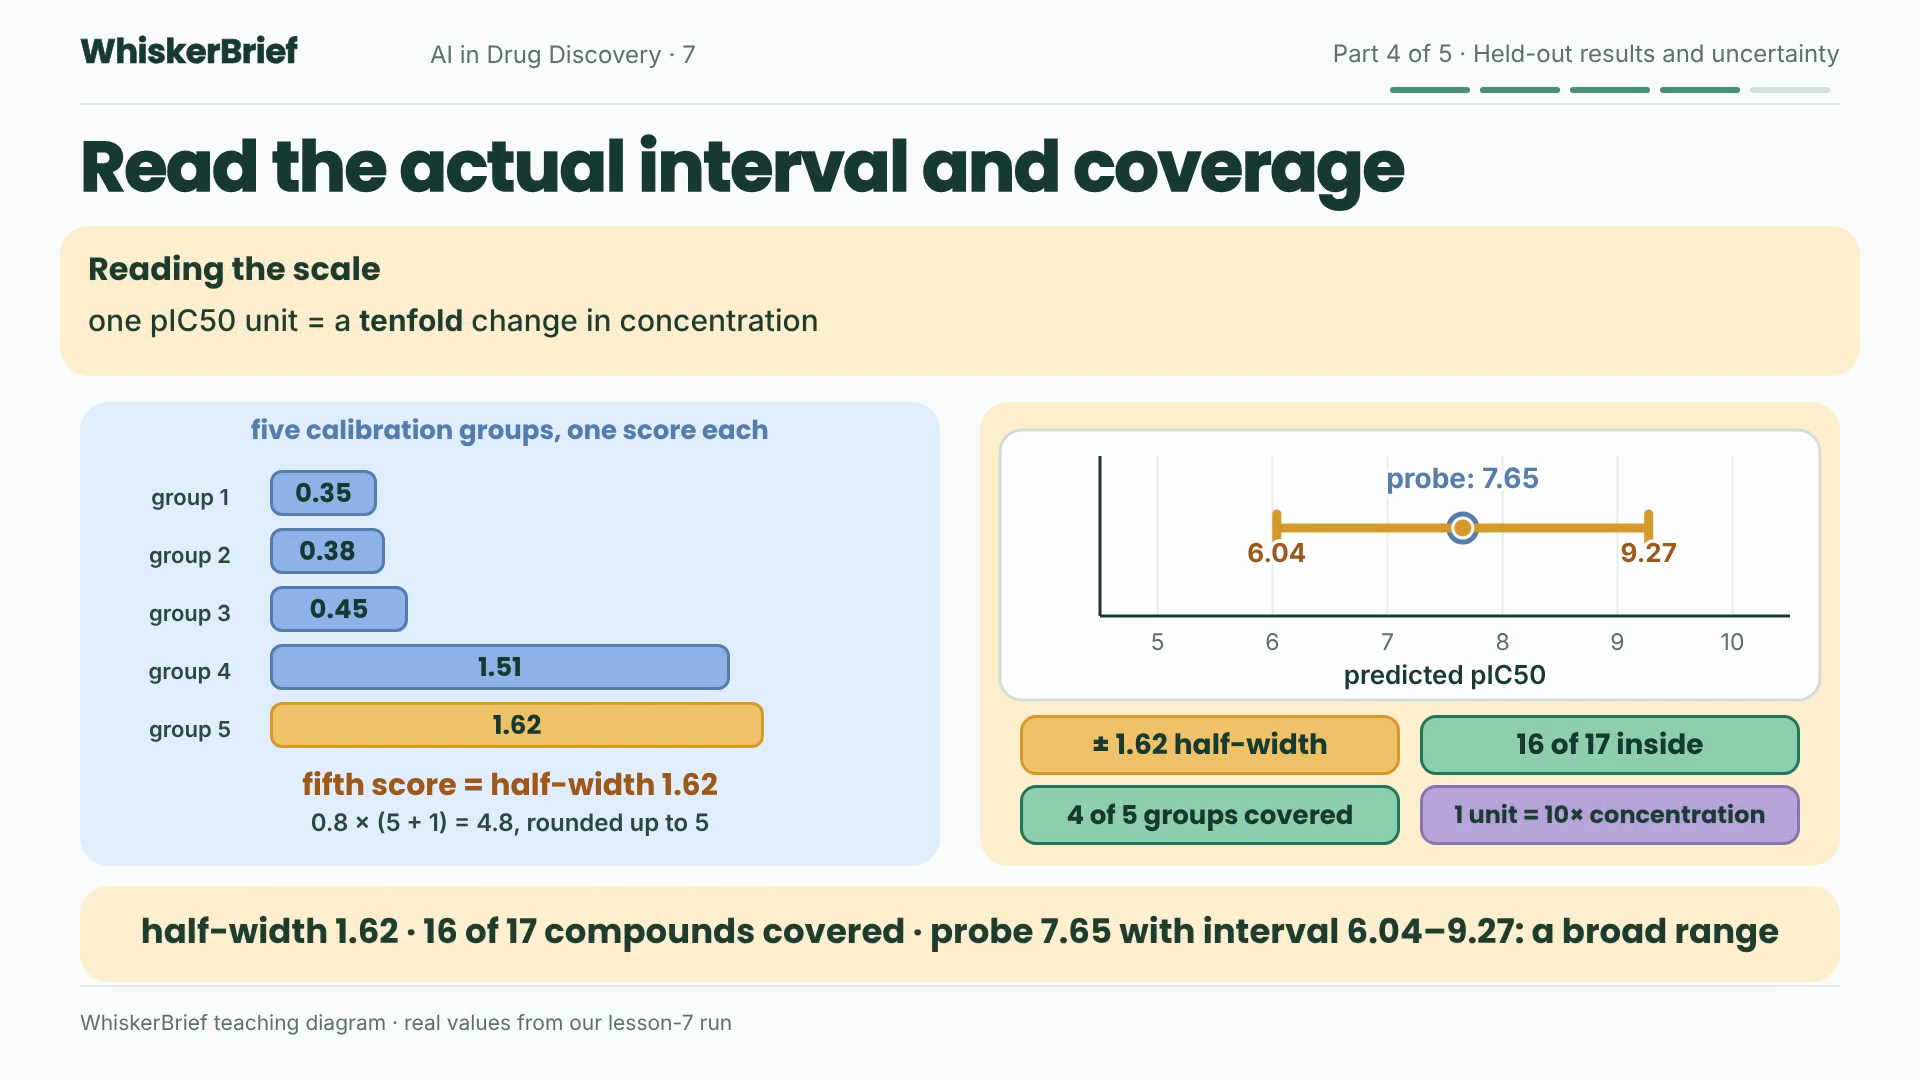 WhiskerBrief
AI in Drug Discovery · 7
Part 4 of 5 · Held-out results and uncertainty
Read the actual interval and coverage
Reading the scale
one pIC50 unit = a tenfold change in concentration
five calibration groups, one score each
group 1 0.35
group 2 0.38
group 3 0.45
group 4 1.51
group 5 1.62
fifth score = half-width 1.62
0.8 × (5 + 1) = 4.8, rounded up to 5
probe: 7.65
6.04 9.27
5 6 7 8 9 10
predicted pIC50
± 1.62 half-width
16 of 17 inside
4 of 5 groups covered
1 unit = 10× concentration
half-width 1.62 · 16 of 17 compounds covered · probe 7.65 with interval 6.04–9.27: a broad range
WhiskerBrief teaching diagram · real values from our lesson-7 run